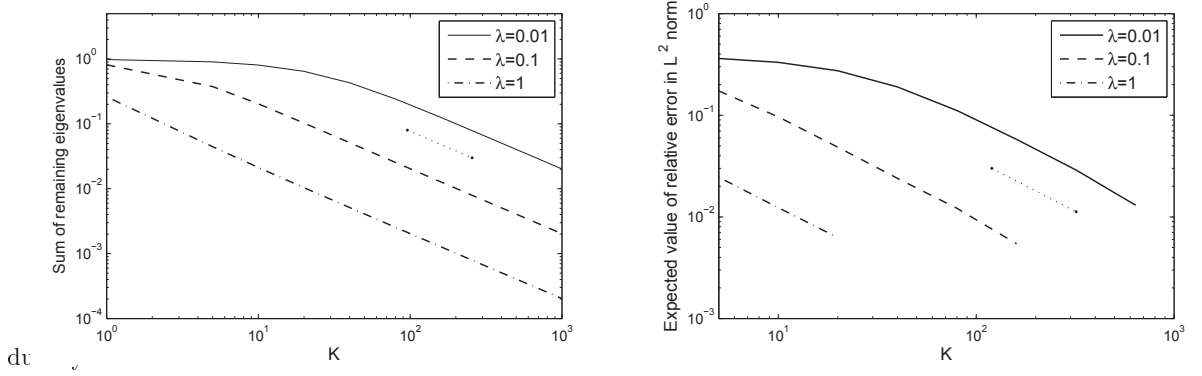 Sum of remaining eigenvalues
10^0
10^-1
10^-2
10^-3
10^-4
10^0 10^1 10^2 10^3
K
λ=0.01
λ=0.1
λ=1
Expected value of relative error in L^2 norm
10^0
10^-1
10^-2
10^-3
10^1 10^2 10^3
K
λ=0.01
λ=0.1
λ=1